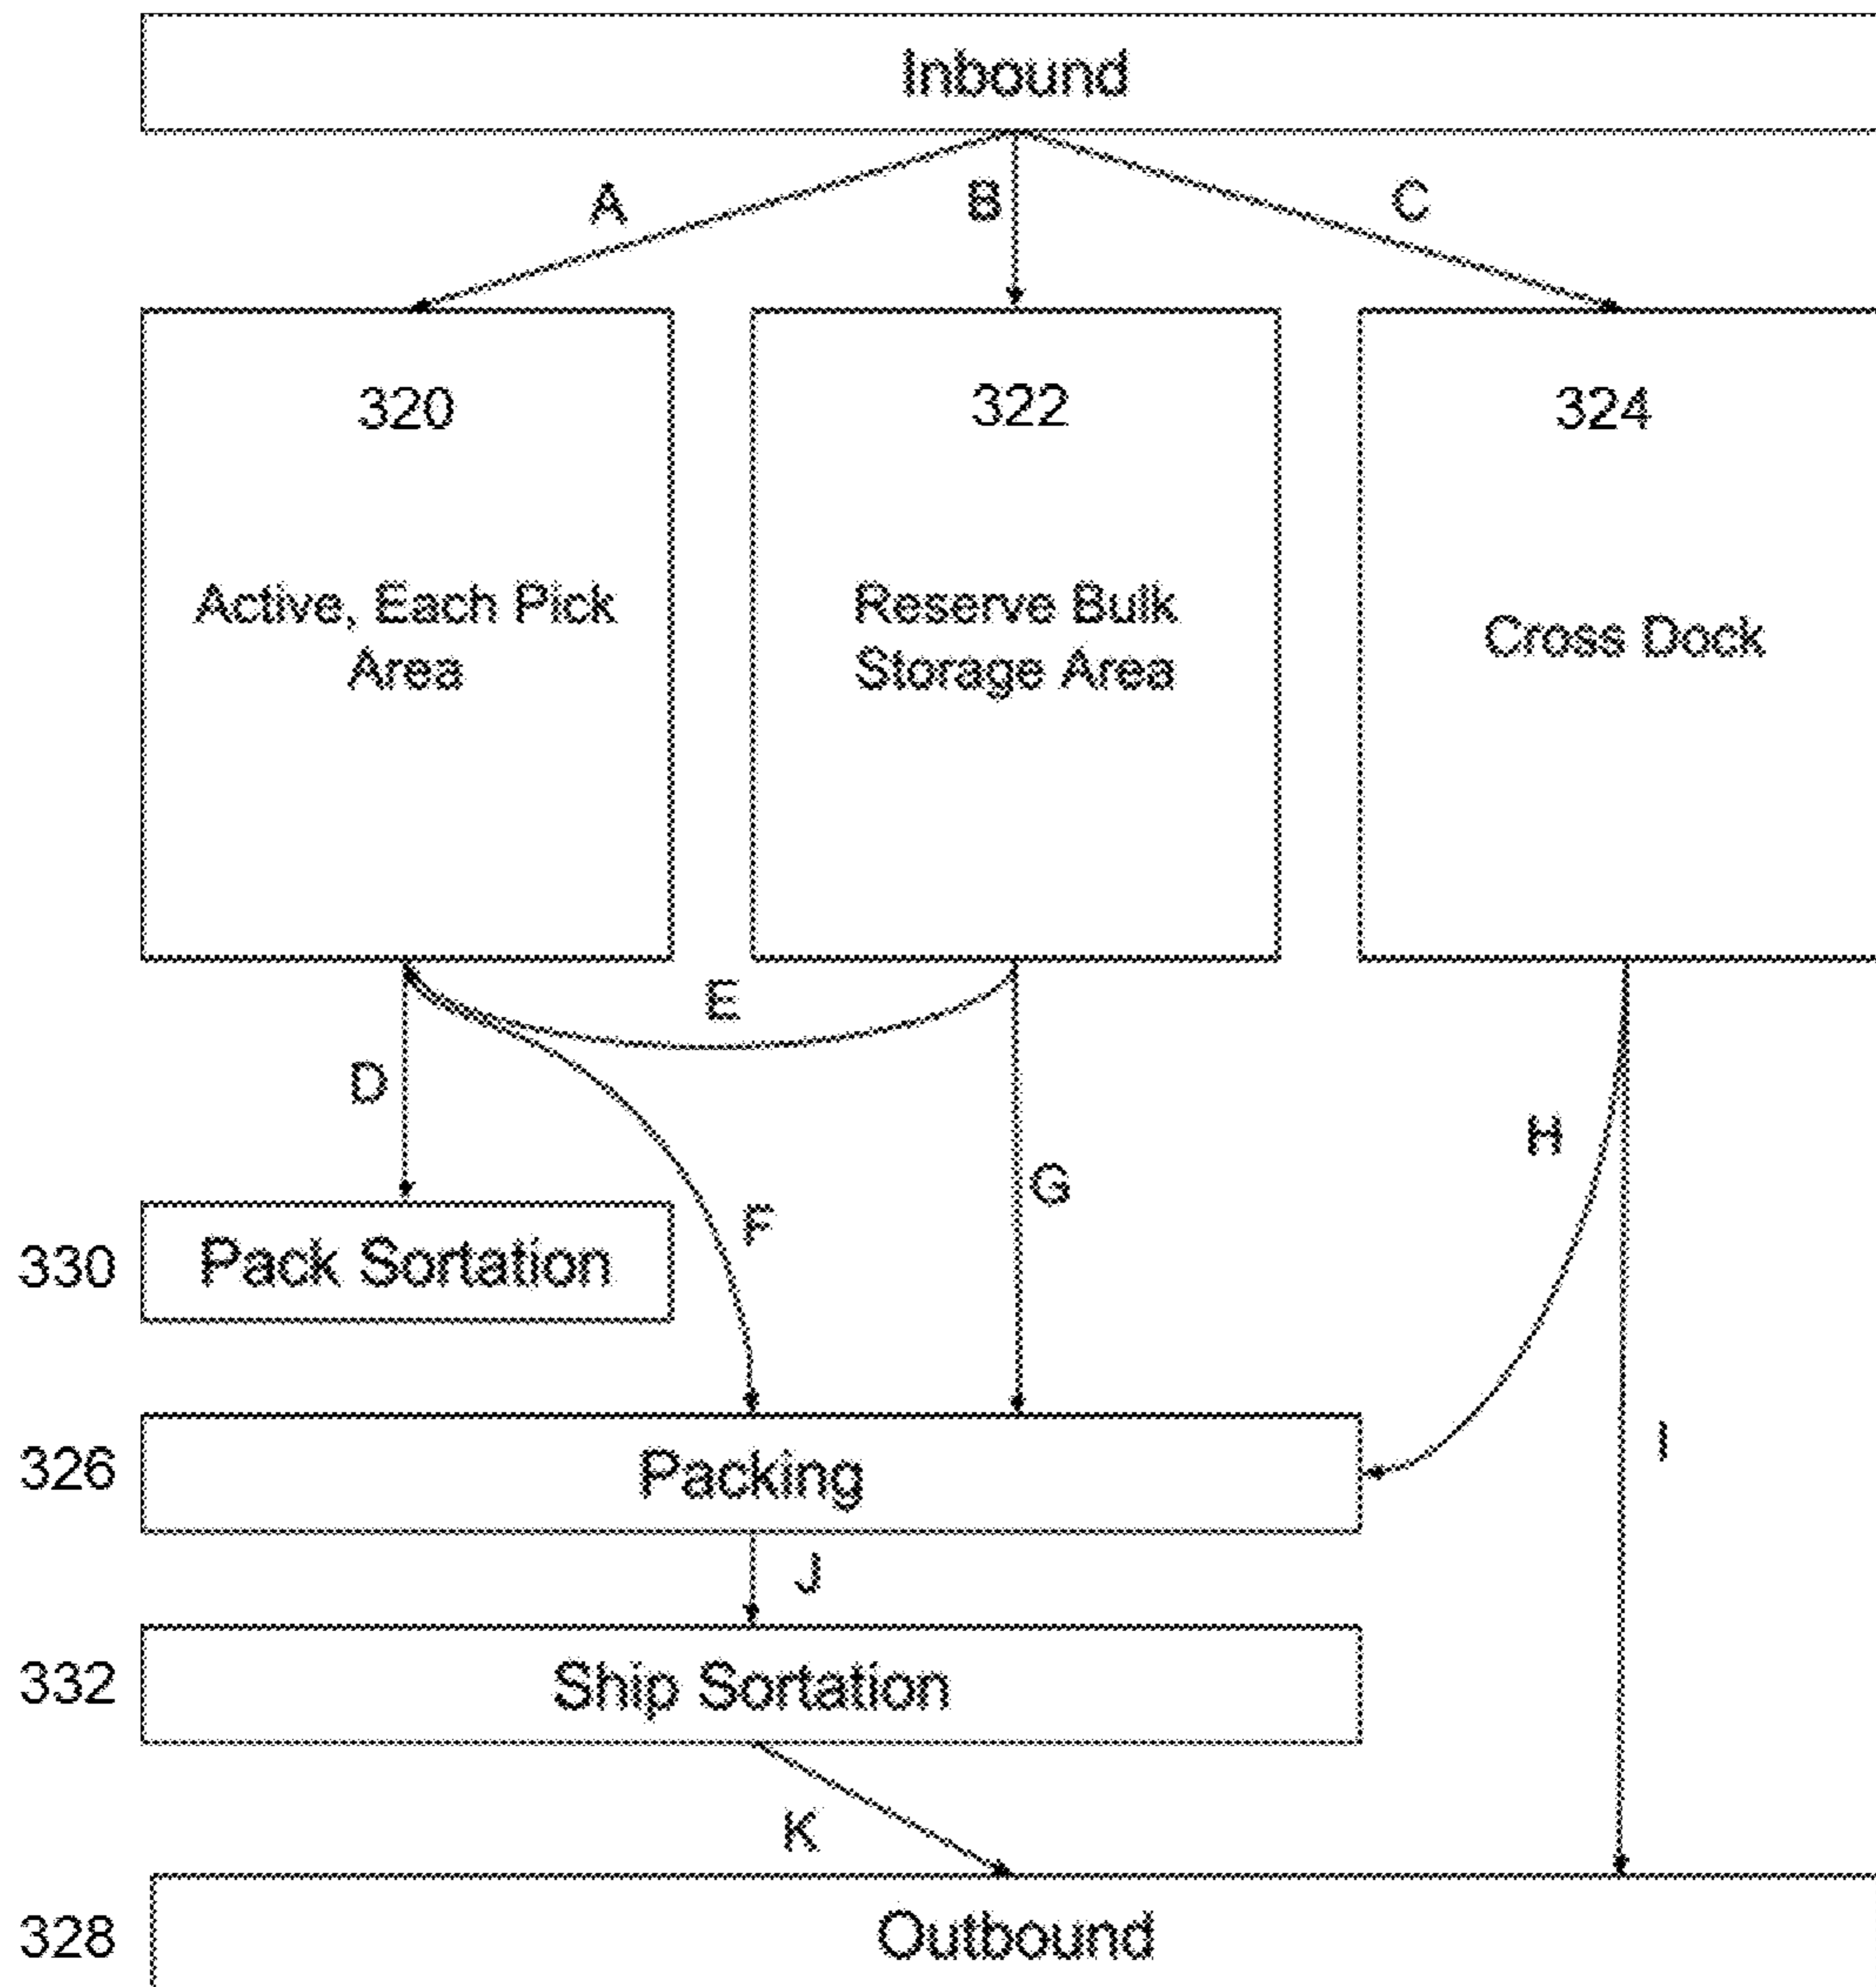 Inbound
A
B
C
320
322
324
Active, Each Pick
Area
Reserve Bulk
Storage Area
Cross Dock
E
D
H
F
G
330
Pack Sortation
I
326
Packing
J
332
Ship Sortation
K
328
Outbound